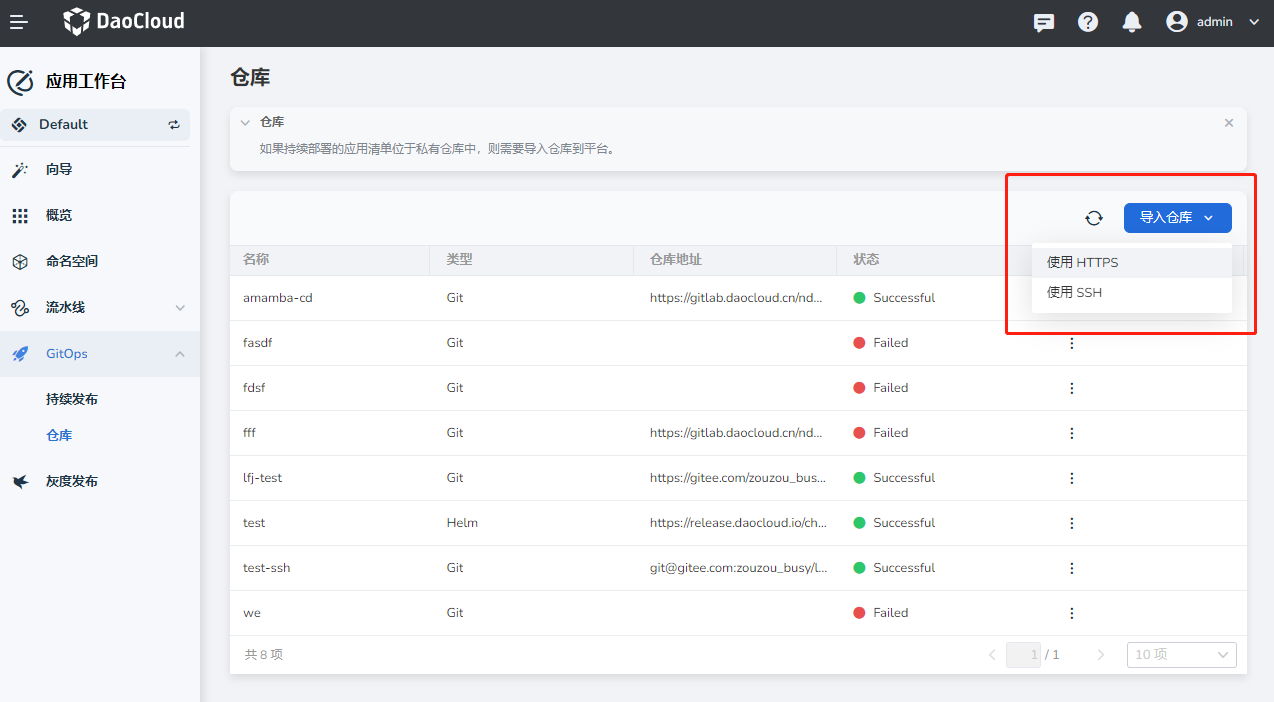 DaoCloud
admin
应用工作台
Default
向导
概览
命名空间
流水线
GitOps
持续发布
仓库
灰度发布
仓库
仓库
如果持续部署的应用清单位于私有仓库中，则需要导入仓库到平台。
导入仓库
使用 HTTPS
使用 SSH
名称 类型 仓库地址 状态
amamba-cd Git https://gitlab.daocloud.cn/nd... Successful
fasdf Git Failed
fdsf Git Failed
fff Git https://gitlab.daocloud.cn/nd... Failed
lfj-test Git https://gitee.com/zouzou_bus... Successful
test Helm https://release.daocloud.io/ch... Successful
test-ssh Git git@gitee.com:zouzou_busy/l... Successful
we Git Failed
共 8 项 1 / 1 10 项